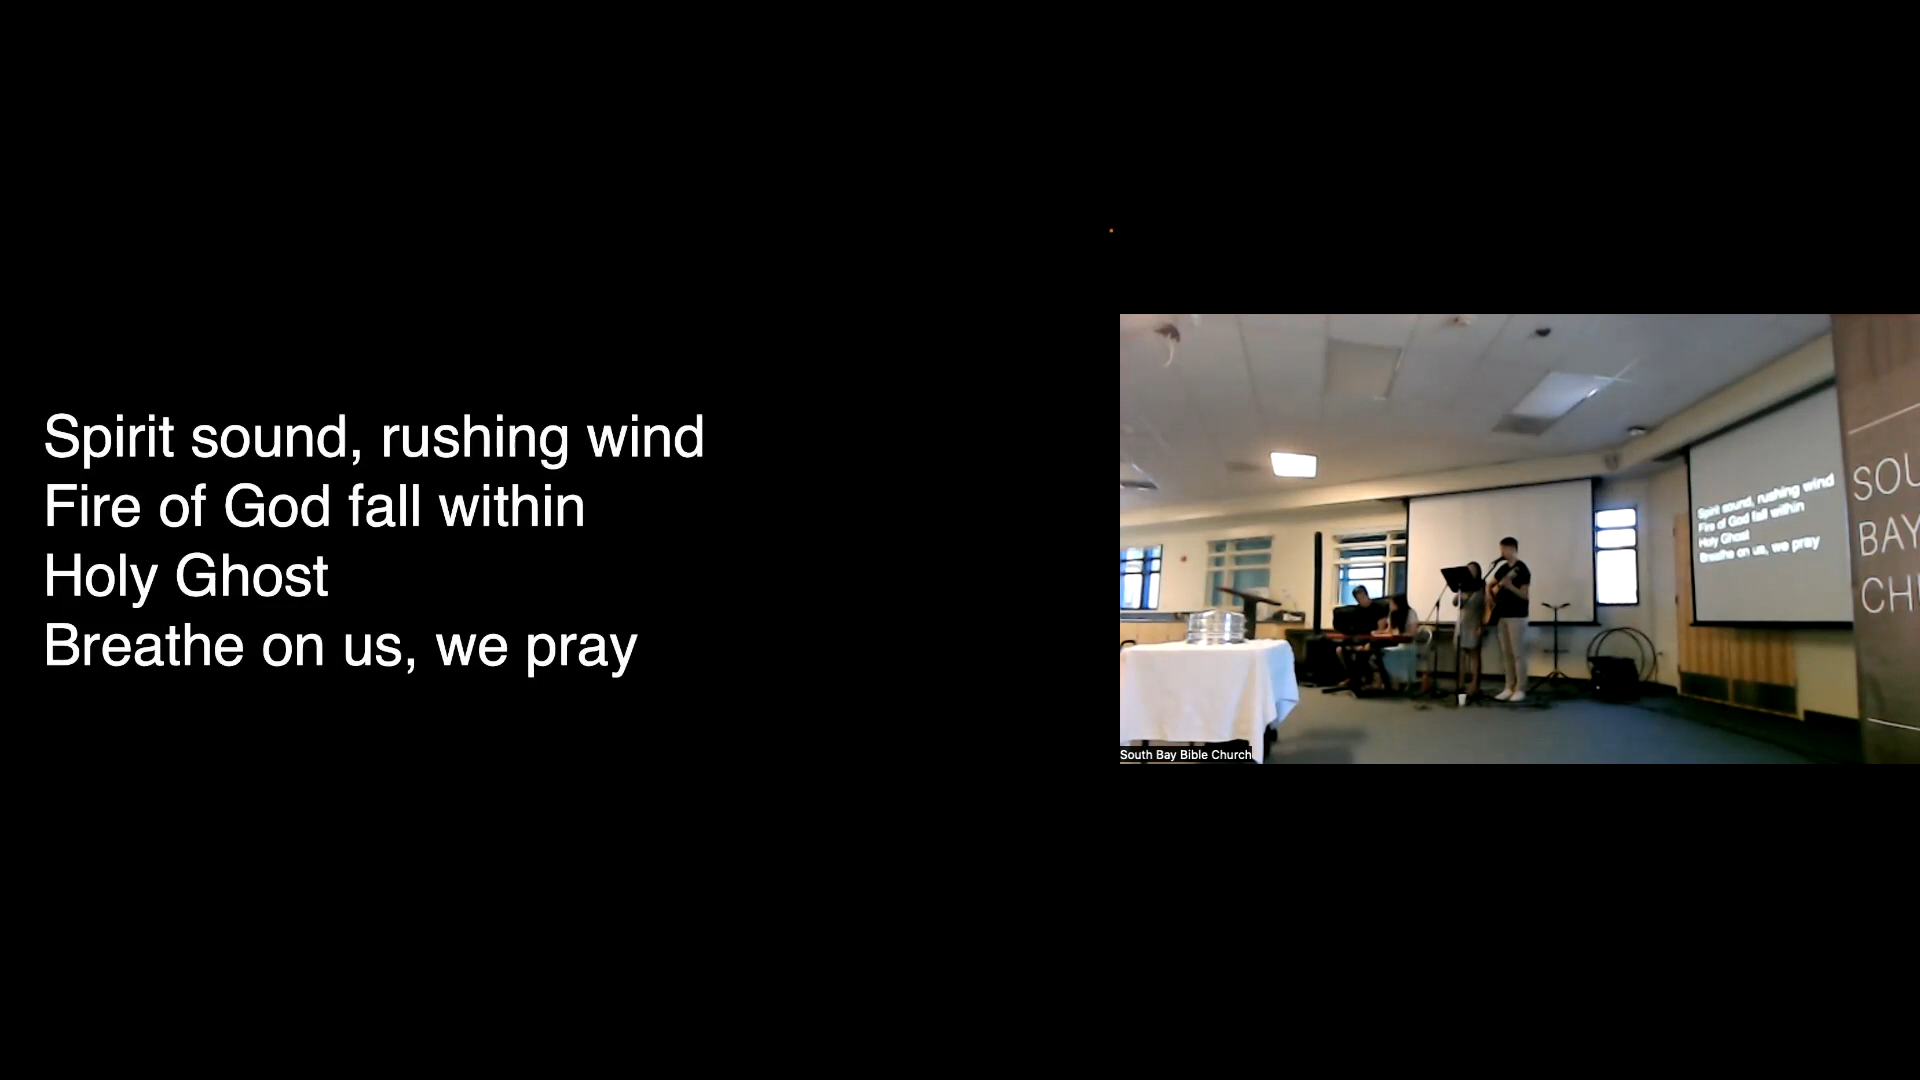 Spirit sound, rushing wind
Fire of God fall within
Holy Ghost
Breathe on us, we pray
Spirit sound, rushing wind
Fire of God fall within
Holy Ghost
Breathe on us, we pray
SOU
BAY
CH
South Bay Bible Church